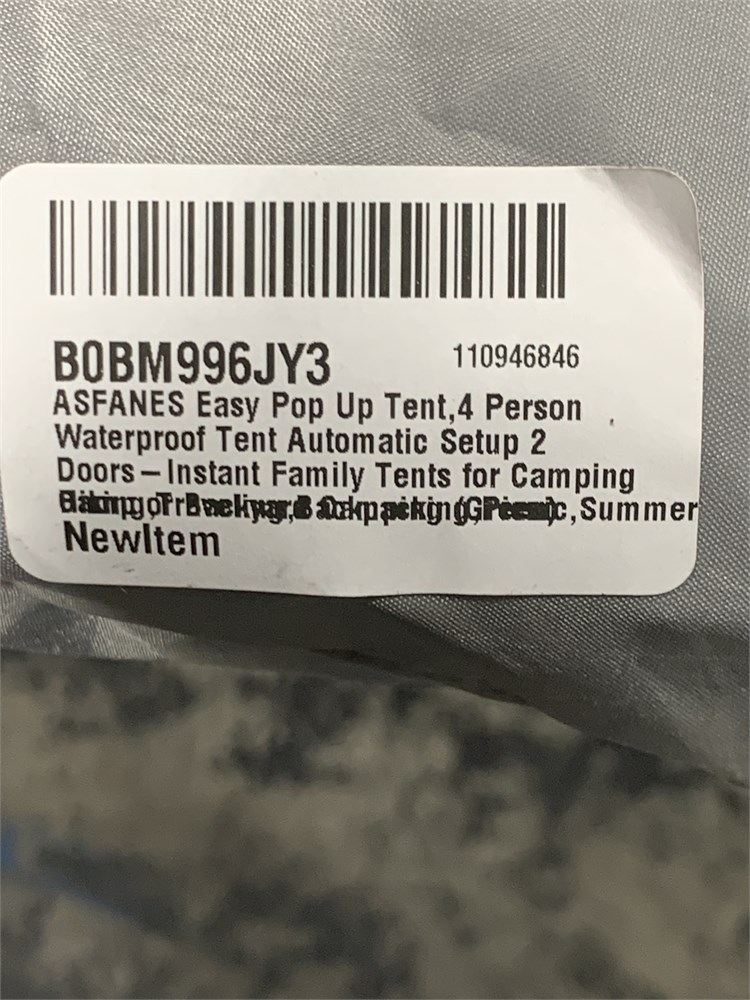 B0BM996JY3 110946846
ASFANES Easy Pop Up Tent,4 Person
Waterproof Tent Automatic Setup 2
Doors–Instant Family Tents for Camping
,Summer
NewItem